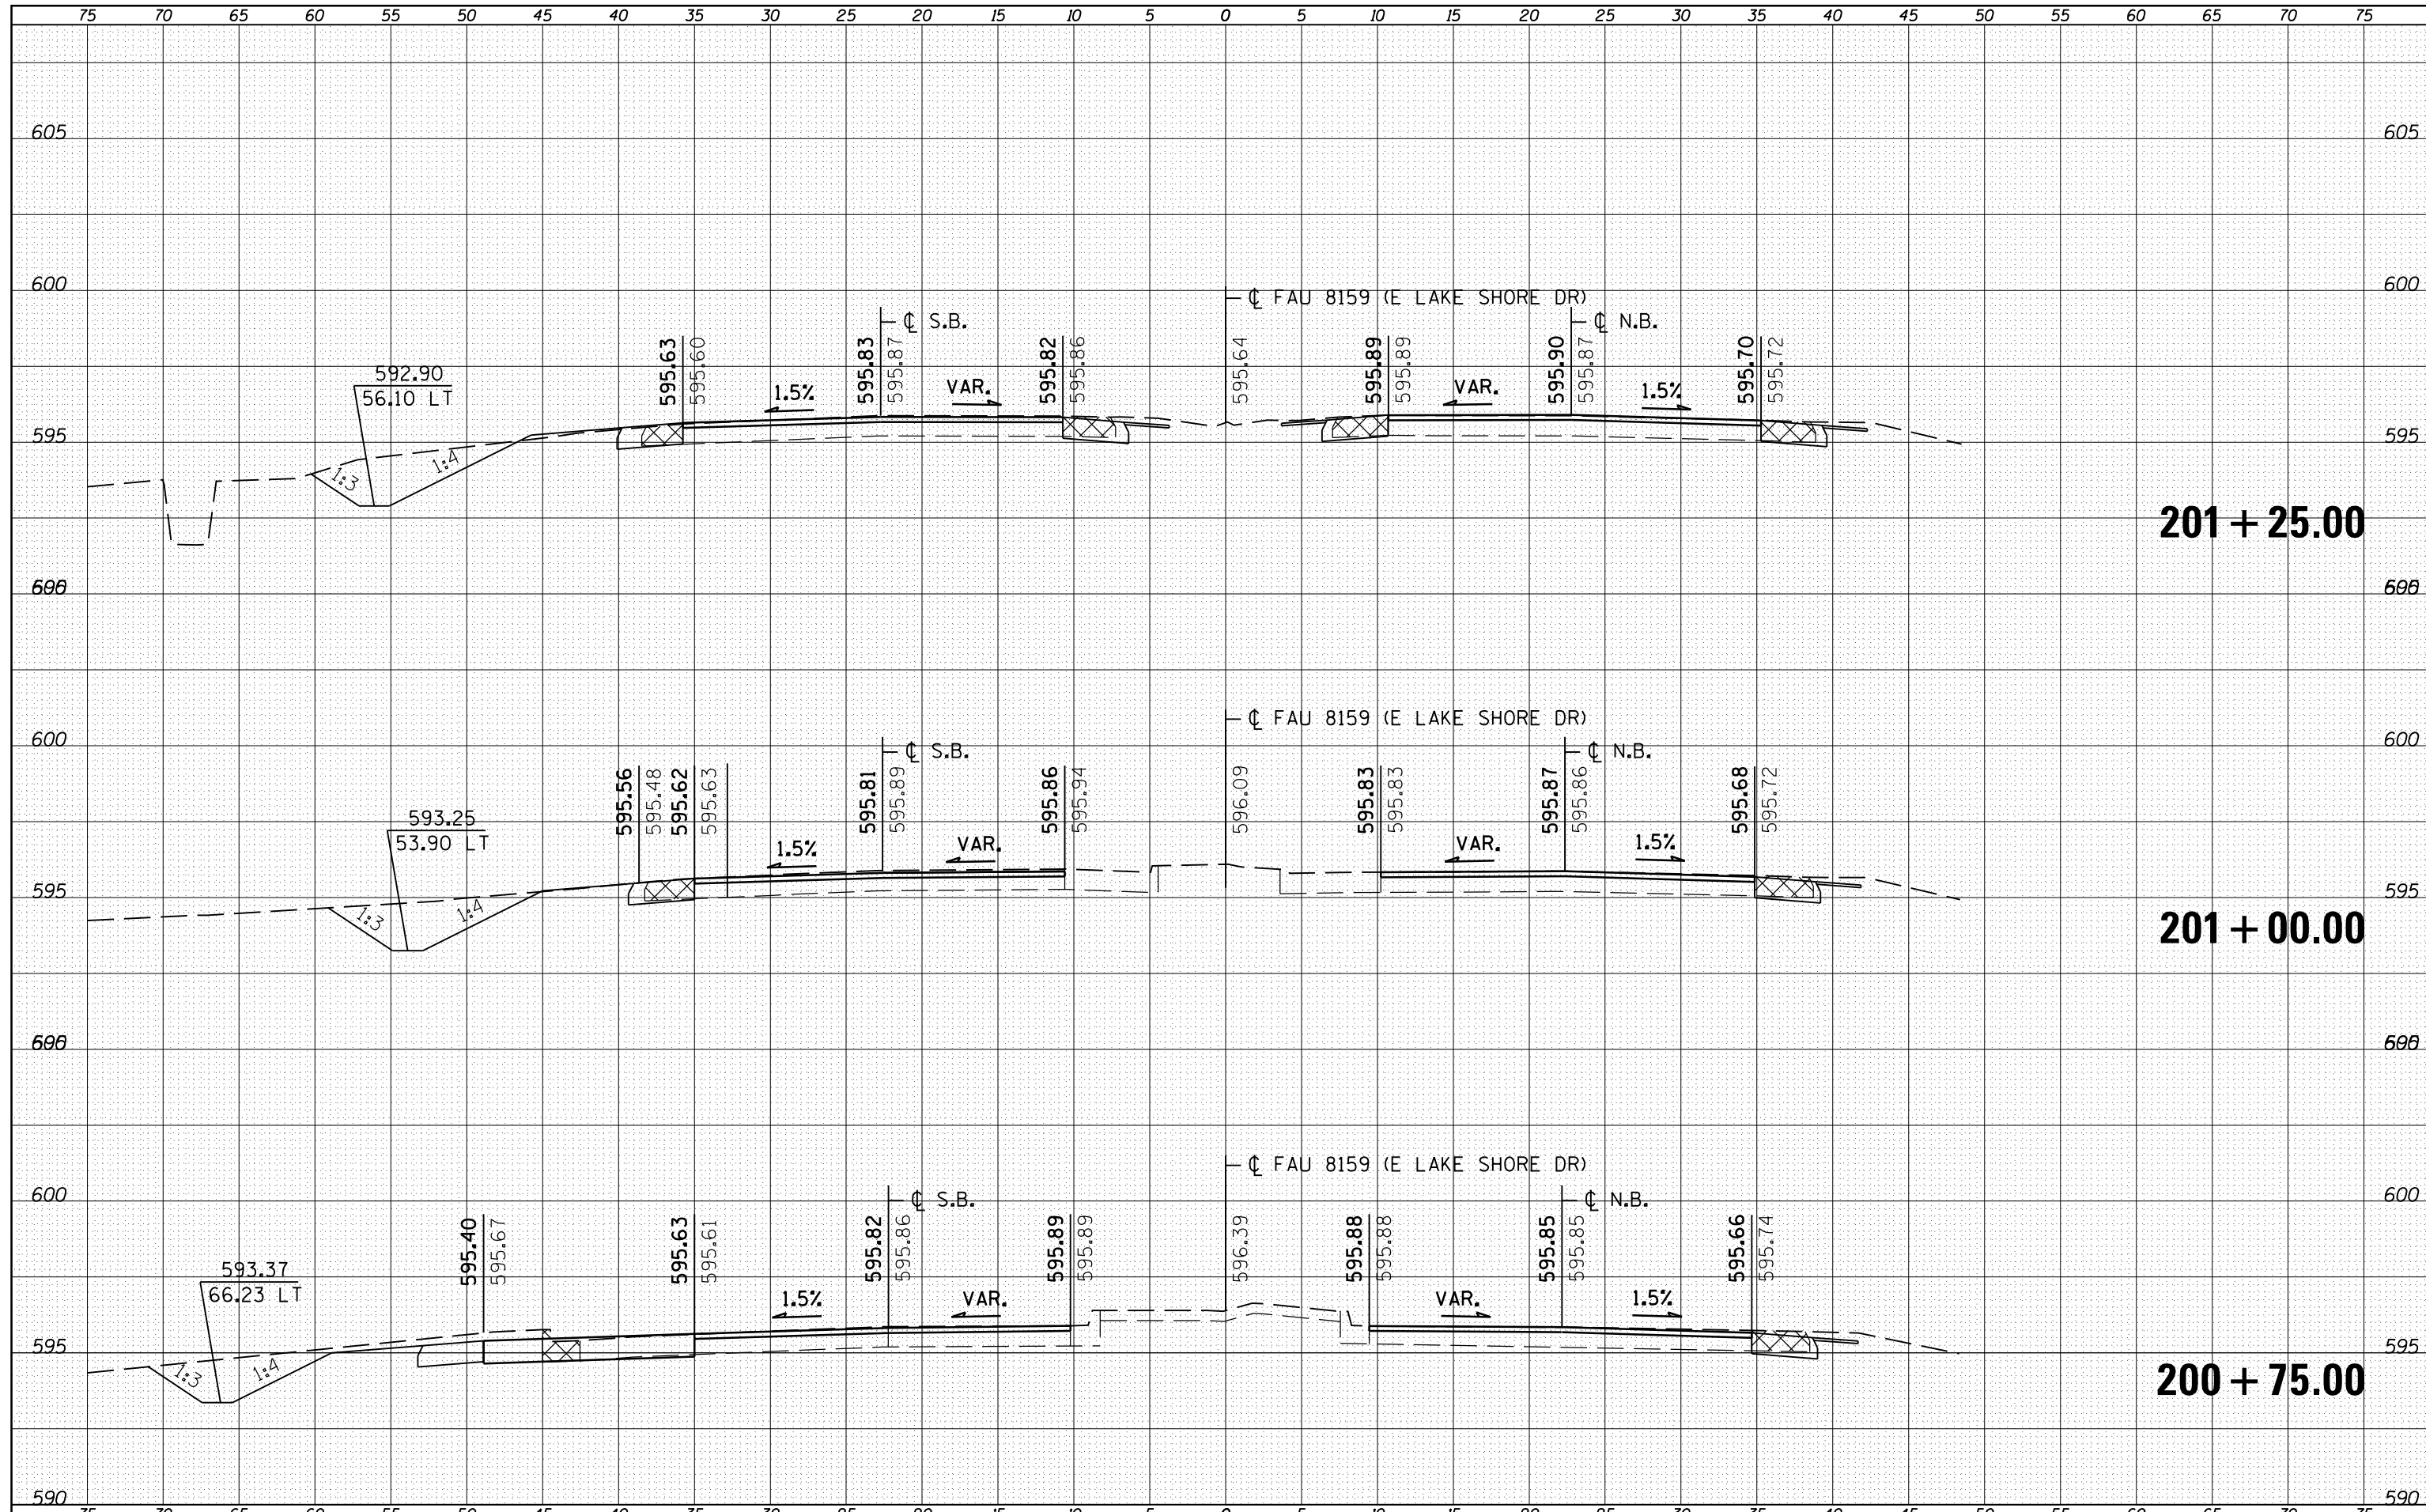 75 70 65 60 55 50 45 40 35 30 25 20 15 10 5 0 5 10 15 20 25 30 35 40 45 50 55 60 65 70 75
605 605
600 600
℄ FAU 8159 (E LAKE SHORE DR)
℄ S.B. ℄ N.B.
595.63 595.60 595.83 595.87 595.82 595.86 595.64 595.89 595.89 595.90 595.87 595.70 595.72
592.90
56.10 LT
1.5% VAR. VAR. 1.5%
595 595
1:3 1:4
201+25.00
℄ FAU 8159 (E LAKE SHORE DR)
600 600
℄ S.B. ℄ N.B.
595.56 595.48 595.62 595.63 595.81 595.89 595.86 595.94 596.09 595.83 595.83 595.87 595.86 595.68 595.72
593.25
53.90 LT
1.5% VAR. VAR. 1.5%
595 595
1:3 1:4
201+00.00
℄ FAU 8159 (E LAKE SHORE DR)
600 600
℄ S.B. ℄ N.B.
595.40 595.67 595.63 595.61 595.82 595.86 595.89 595.89 596.39 595.88 595.88 595.85 595.85 595.66 595.74
593.37
66.23 LT
1.5% VAR. VAR. 1.5%
595 595
1:3 1:4
200+75.00
590 590